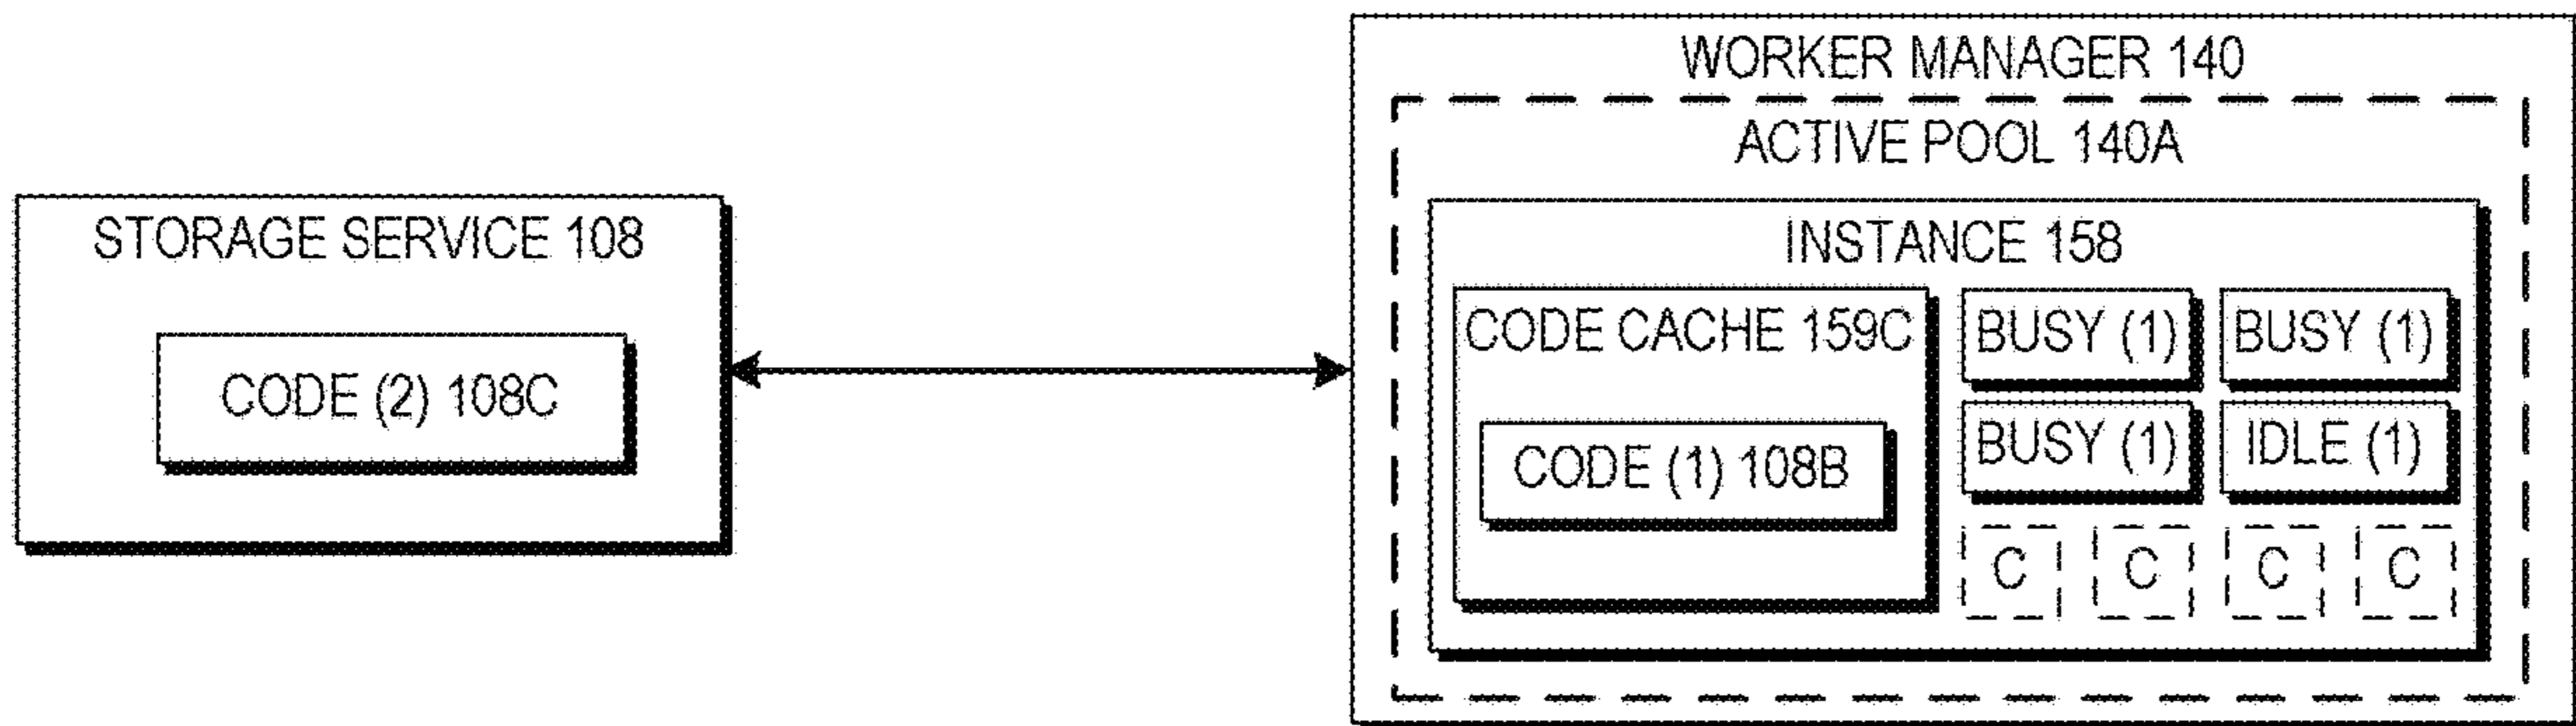 WORKER MANAGER 140
ACTIVE POOL 140A
STORAGE SERVICE 108
CODE (2) 108C
INSTANCE 158
CODE CACHE 159C
CODE (1) 108B
BUSY (1) BUSY (1)
BUSY (1) IDLE (1)
C C C C